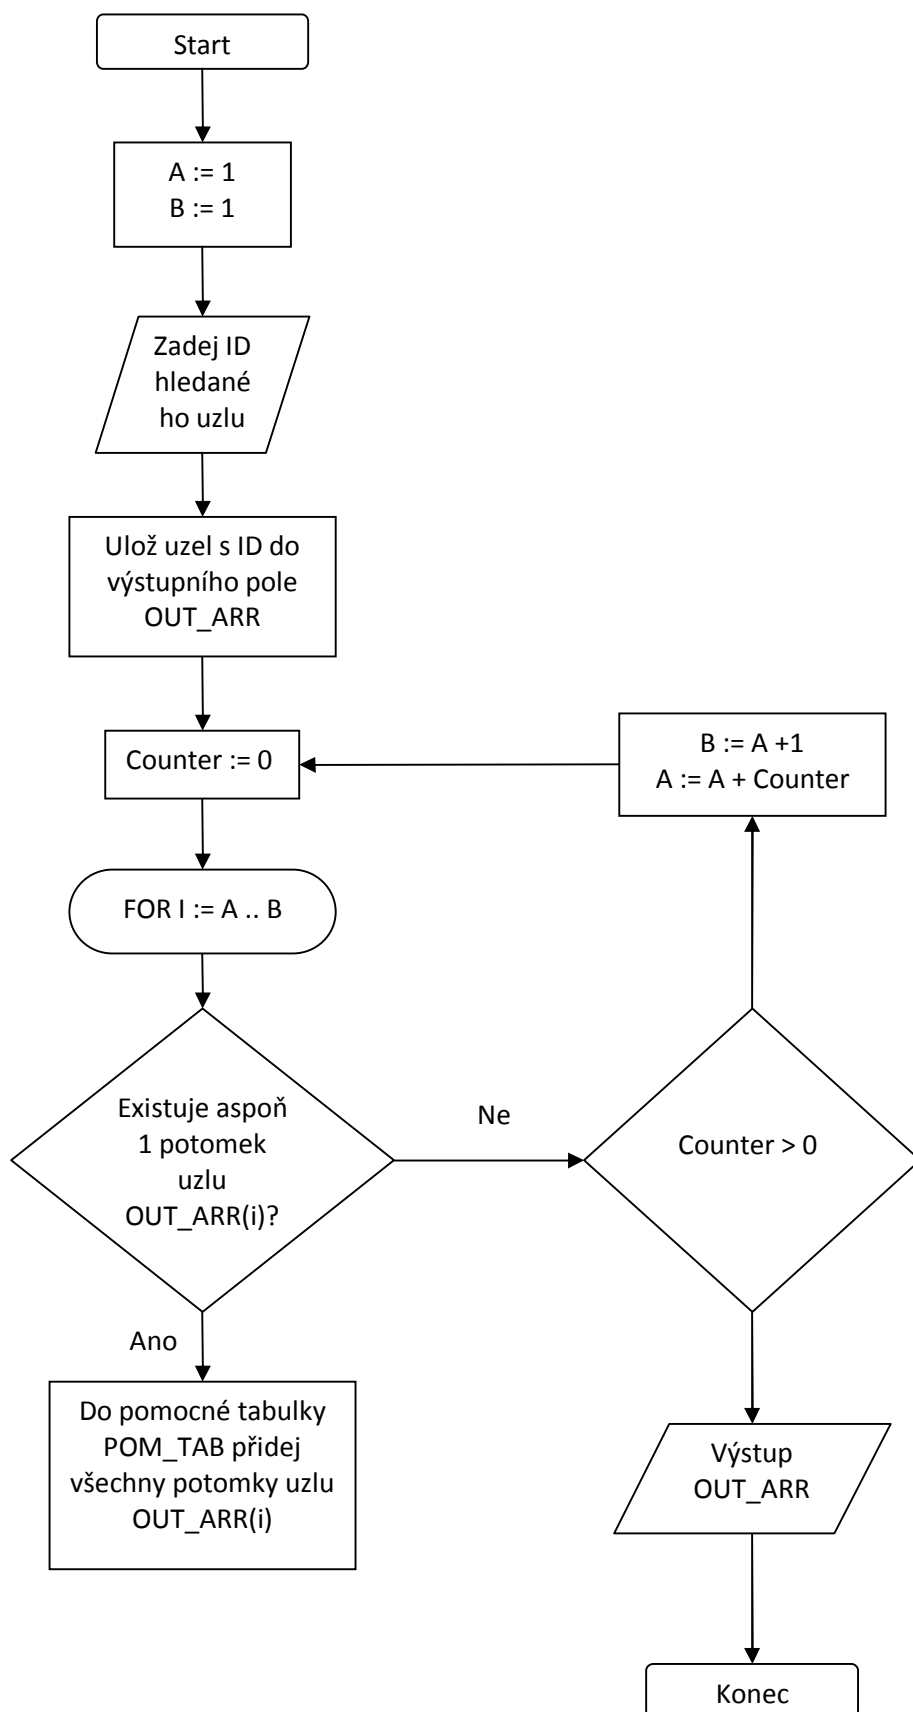 Start
A := 1
B := 1
Zadej ID
hledané
ho uzlu
Ulož uzel s ID do
výstupního pole
OUT_ARR
Counter := 0
B := A +1
A := A + Counter
FOR I := A .. B
Existuje aspoň
1 potomek
uzlu
OUT_ARR(i)?
Ne
Counter > 0
Ano
Do pomocné tabulky
POM_TAB přidej
všechny potomky uzlu
OUT_ARR(i)
Výstup
OUT_ARR
Konec